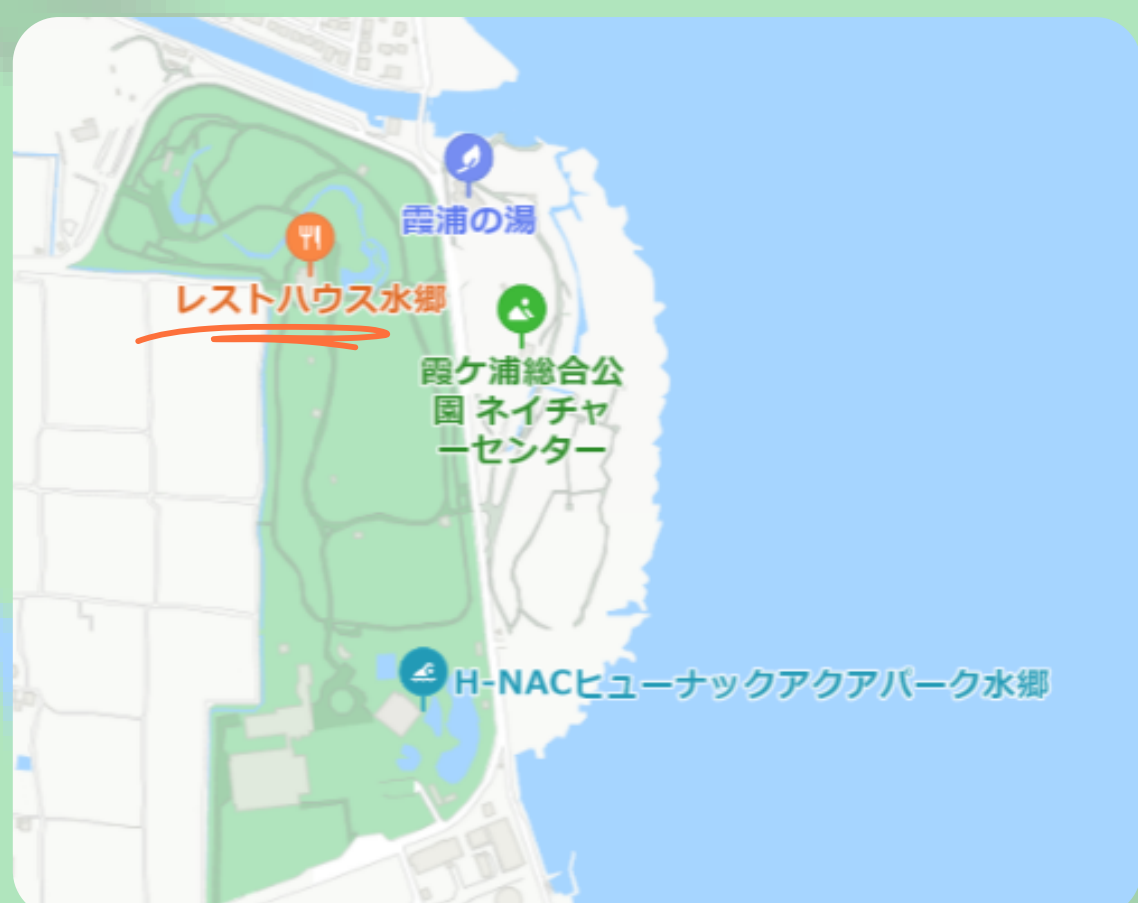 霞浦の湯
レストハウス水郷
霞ケ浦総合公
園 ネイチャ
ーセンター
H-NACヒューナックアクアパーク水郷